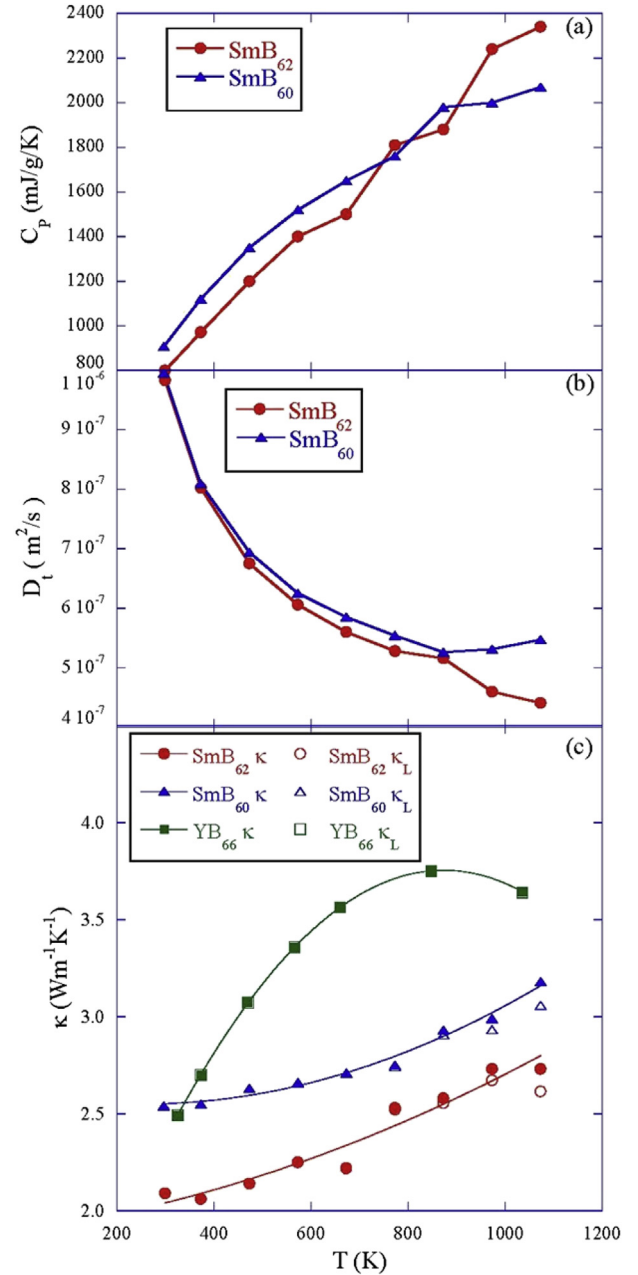 (a)
SmB₆₂
SmB₆₀
2400
2200
2000
1800
1600
1400
1200
1000
800
Cₚ (mJ/g/K)
(b)
SmB₆₂
SmB₆₀
1 10⁻⁶
9 10⁻⁷
8 10⁻⁷
7 10⁻⁷
6 10⁻⁷
5 10⁻⁷
4 10⁻⁷
Dₜ ( m²/s )
(c)
SmB₆₂ κ SmB₆₂ κ_L
SmB₆₀ κ SmB₆₀ κ_L
YB₆₆ κ YB₆₆ κ_L
4.0
3.5
3.0
2.5
2.0
κ (Wm⁻¹K⁻¹)
200 400 600 800 1000 1200
T (K)